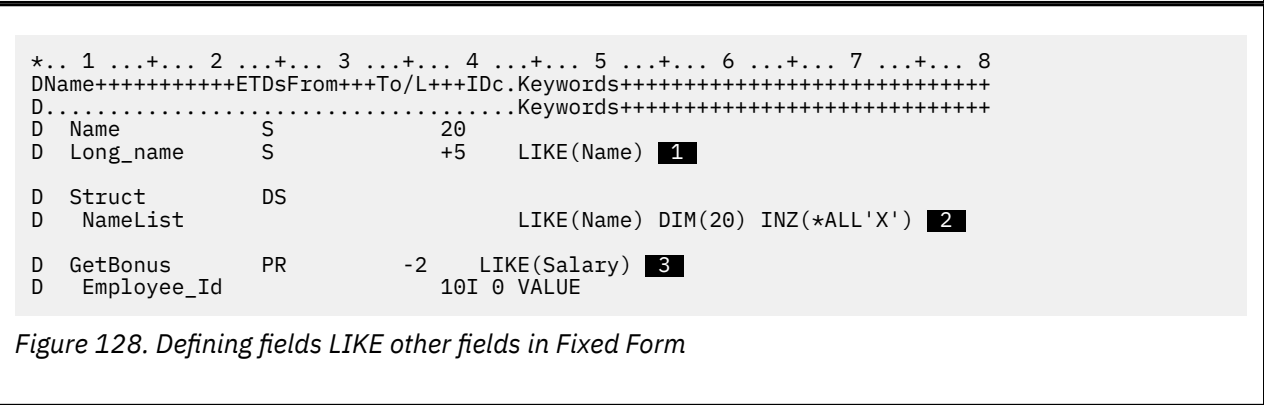 *.. 1 ...+... 2 ...+... 3 ...+... 4 ...+... 5 ...+... 6 ...+... 7 ...+... 8
DName+++++++++++ETDsFrom+++To/L+++IDc.Keywords+++++++++++++++++++++++++++++
D.....................................Keywords+++++++++++++++++++++++++++++
D  Name           S             20
D  Long_name      S             +5    LIKE(Name) 1
D  Struct         DS
D   NameList                          LIKE(Name) DIM(20) INZ(*ALL'X') 2
D  GetBonus       PR         -2    LIKE(Salary) 3
D   Employee_Id                 10I 0 VALUE
Figure 128. Defining fields LIKE other fields in Fixed Form